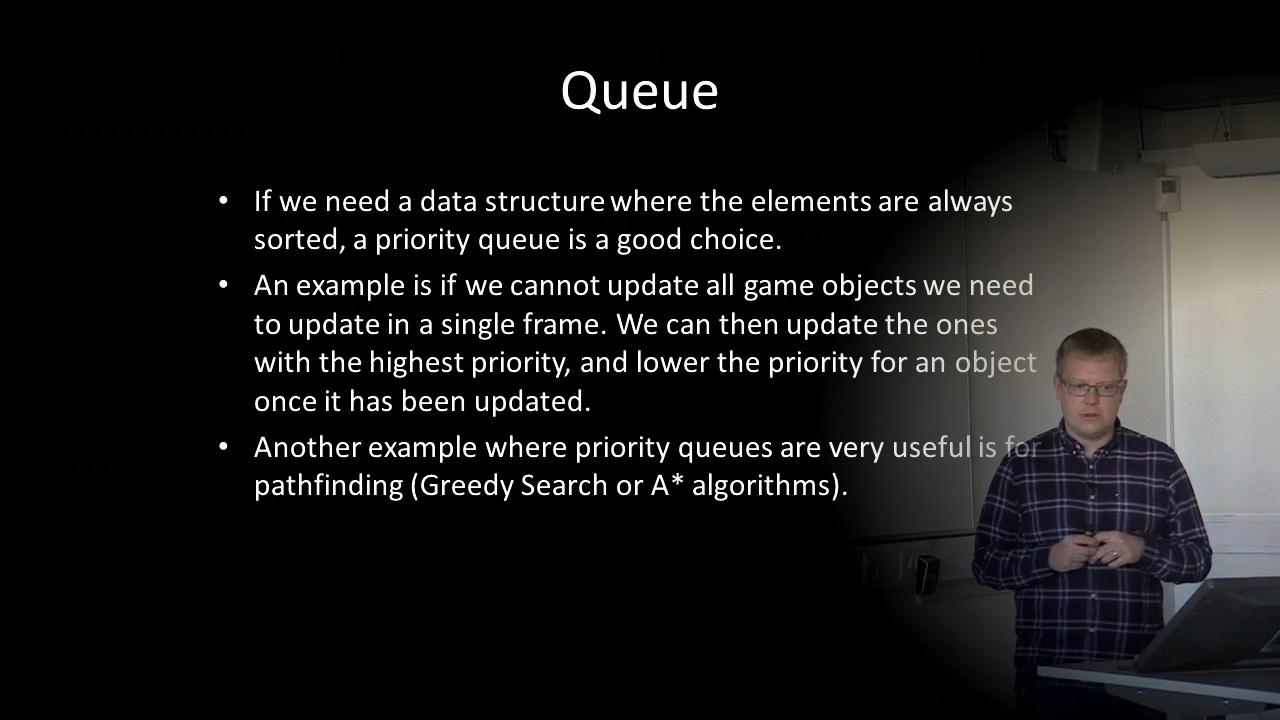 Queue
• If we need a data structure where the elements are always
sorted, a priority queue is a good choice.
• An example is if we cannot update all game objects we need
to update in a single frame. We can then update the ones
with the highest priority, and lower the priority for an object
once it has been updated.
• Another example where priority queues are very useful is for
pathfinding (Greedy Search or A* algorithms).